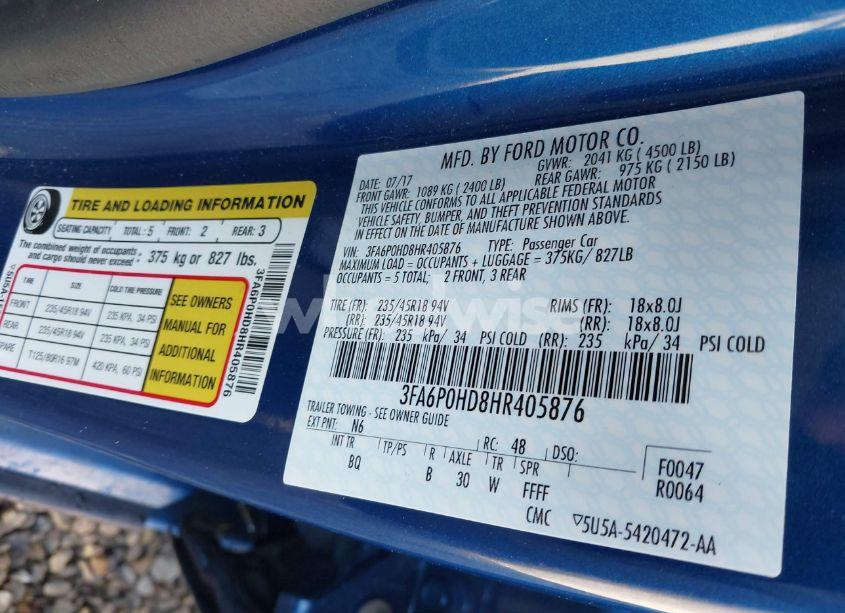 TIRE AND LOADING INFORMATION
SEATING CAPACITY TOTAL: 5 FRONT: 2 REAR: 3
The combined weight of occupants
and cargo should never exceed: 375 kg or 827 lbs.
TIRE SIZE COLD TIRE PRESSURE
FRONT 235/45R18 94V 235 KPA, 34 PSI
REAR 235/45R18 94V 235 KPA, 34 PSI
SPARE T125/80R16 97M 420 KPA, 60 PSI
SEE OWNERS
MANUAL FOR
ADDITIONAL
INFORMATION
3FA6P0HD8HR405876
MFD. BY FORD MOTOR CO.
DATE: 07/17 GVWR: 2041 KG ( 4500 LB)
FRONT GAWR: 1089 KG ( 2400 LB) REAR GAWR: 975 KG ( 2150 LB)
THIS VEHICLE CONFORMS TO ALL APPLICABLE FEDERAL MOTOR
VEHICLE SAFETY, BUMPER, AND THEFT PREVENTION STANDARDS
IN EFFECT ON THE DATE OF MANUFACTURE SHOWN ABOVE.
VIN: 3FA6P0HD8HR405876 TYPE: Passenger Car
MAXIMUM LOAD = OCCUPANTS + LUGGAGE = 375KG/ 827LB
OCCUPANTS = 5 TOTAL; 2 FRONT, 3 REAR
TIRE (FR): 235/45R18 94V RIMS (FR): 18x8.0J
(RR): 235/45R18 94V (RR): 18x8.0J
PRESSURE (FR): 235 kPa/ 34 PSI COLD (RR): 235 kPa/ 34 PSI COLD
3FA6P0HD8HR405876
TRAILER TOWING - SEE OWNER GUIDE
EXT PNT: N6 RC: 48 DSO:
INT TR TP/PS R AXLE TR SPR F0047
BQ B 30 W FFFF R0064
CMC ▽5U5A-5420472-AA